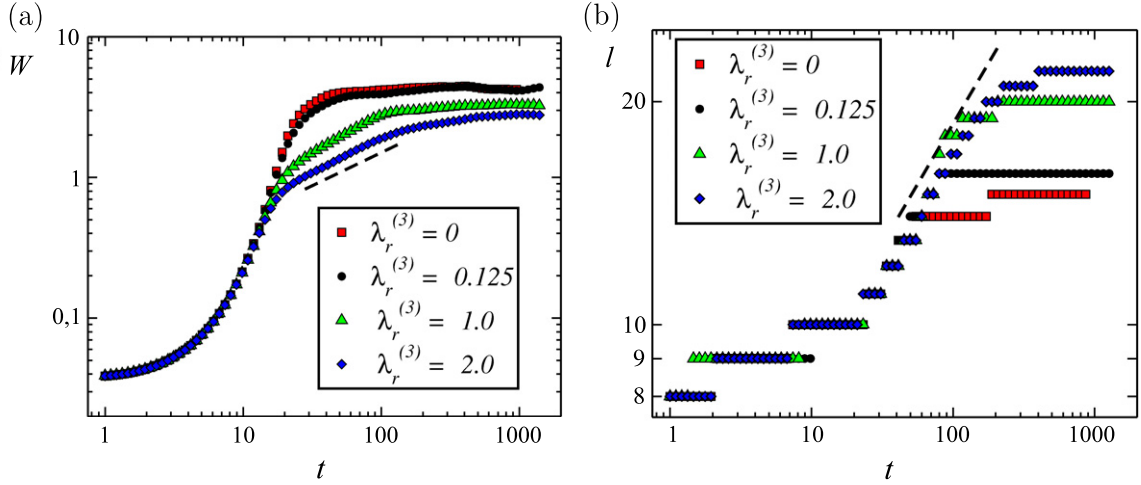 (a)
W
10
1
0,1
λr(3) = 0
λr(3) = 0.125
λr(3) = 1.0
λr(3) = 2.0
1 10 100 1000
t
(b)
l
20
10
9
8
λr(3) = 0
λr(3) = 0.125
λr(3) = 1.0
λr(3) = 2.0
1 10 100 1000
t